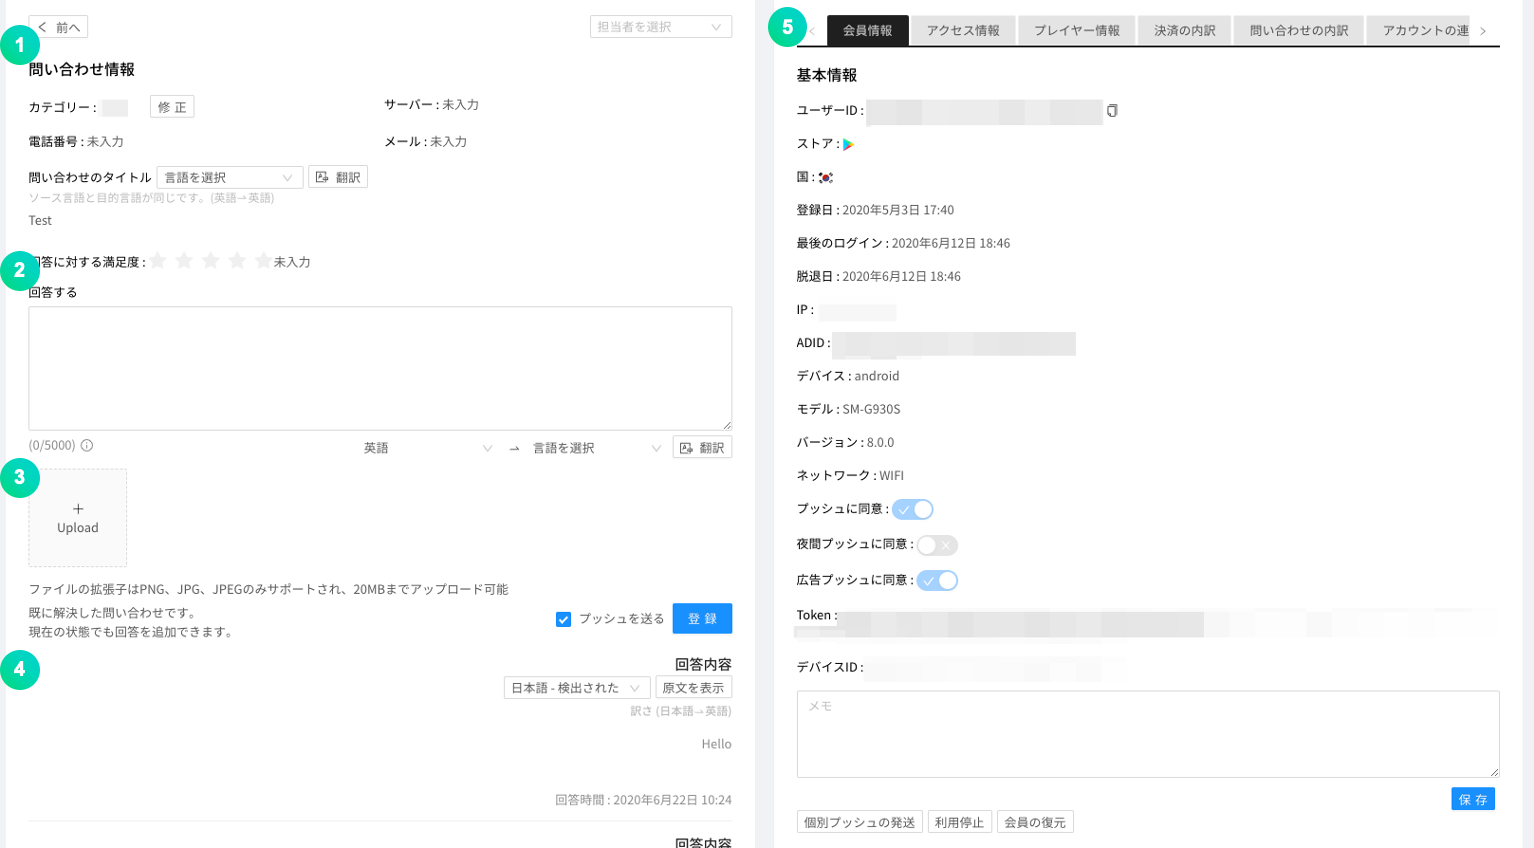 1
前へ
担当者を選択
問い合わせ情報
カテゴリー :
修 正
サーバー : 未入力
電話番号 : 未入力
メール : 未入力
問い合わせのタイトル
言語を選択
翻訳
ソース言語と目的言語が同じです。(英語→英語)
Test
2
回答に対する満足度 :
未入力
回答する
(0/5000)
英語
→
言語を選択
翻訳
3
+
Upload
ファイルの拡張子はPNG、JPG、JPEGのみサポートされ、20MBまでアップロード可能
既に解決した問い合わせです。
現在の状態でも回答を追加できます。
プッシュを送る
登 録
4
回答内容
日本語 - 検出された
原文を表示
訳さ (日本語→英語)
Hello
回答時間 : 2020年6月22日 10:24
回答内容
5
会員情報
アクセス情報
プレイヤー情報
決済の内訳
問い合わせの内訳
アカウントの連
基本情報
ユーザーID :
ストア :
国 :
登録日 : 2020年5月3日 17:40
最後のログイン : 2020年6月12日 18:46
脱退日 : 2020年6月12日 18:46
IP :
ADID :
デバイス : android
モデル : SM-G930S
バージョン : 8.0.0
ネットワーク : WIFI
プッシュに同意 :
夜間プッシュに同意 :
広告プッシュに同意 :
Token :
デバイスID :
メモ
保 存
個別プッシュの発送
利用停止
会員の復元